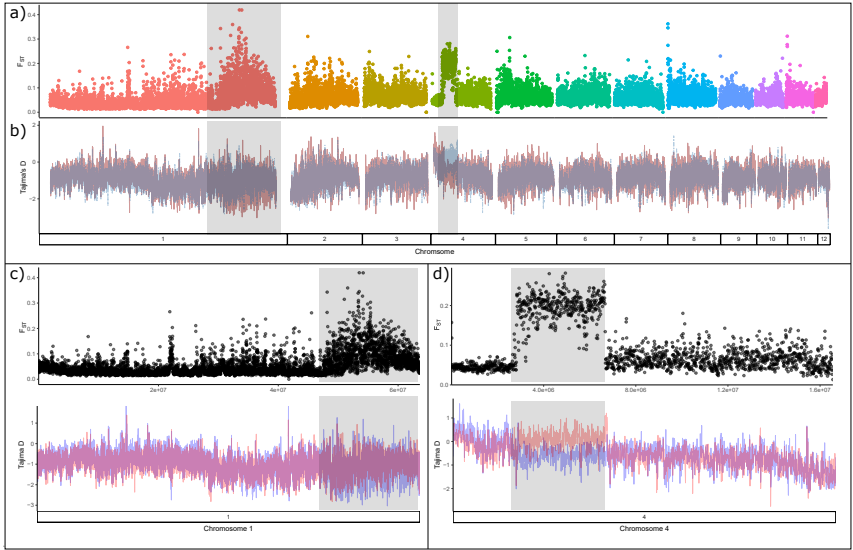 a)
0.4
0.3
0.2
0.1
0.0
FST
b)
2
0
−2
Tajima's D
1 2 3 4 5 6 7 8 9 10 11 12
Chromsome
c)
0.4
0.3
0.2
0.1
0.0
FST
2e+07 4e+07 6e+07
1
0
−1
−2
−3
Tajima D
1
Chromosome 1
d)
0.2
0.1
0.0
FST
4.0e+06 8.0e+06 1.2e+07 1.6e+07
1
0
−1
−2
Tajima D
4
Chromosome 4